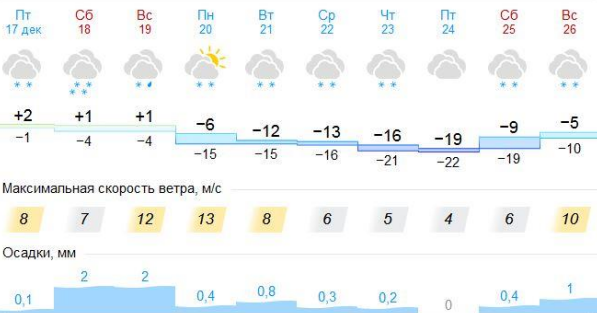 Пт Сб Вс Пн Вт Ср Чт Пт Сб Вс
17 дек 18 19 20 21 22 23 24 25 26
+2 +1 +1 −6 −12 −13 −16 −19 −9 −5
−1 −4 −4 −15 −15 −16 −21 −22 −19 −10
Максимальная скорость ветра, м/с
8 7 12 13 8 6 5 4 6 10
Осадки, мм
0,1 2 2 0,4 0,8 0,3 0,2 0 0,4 1